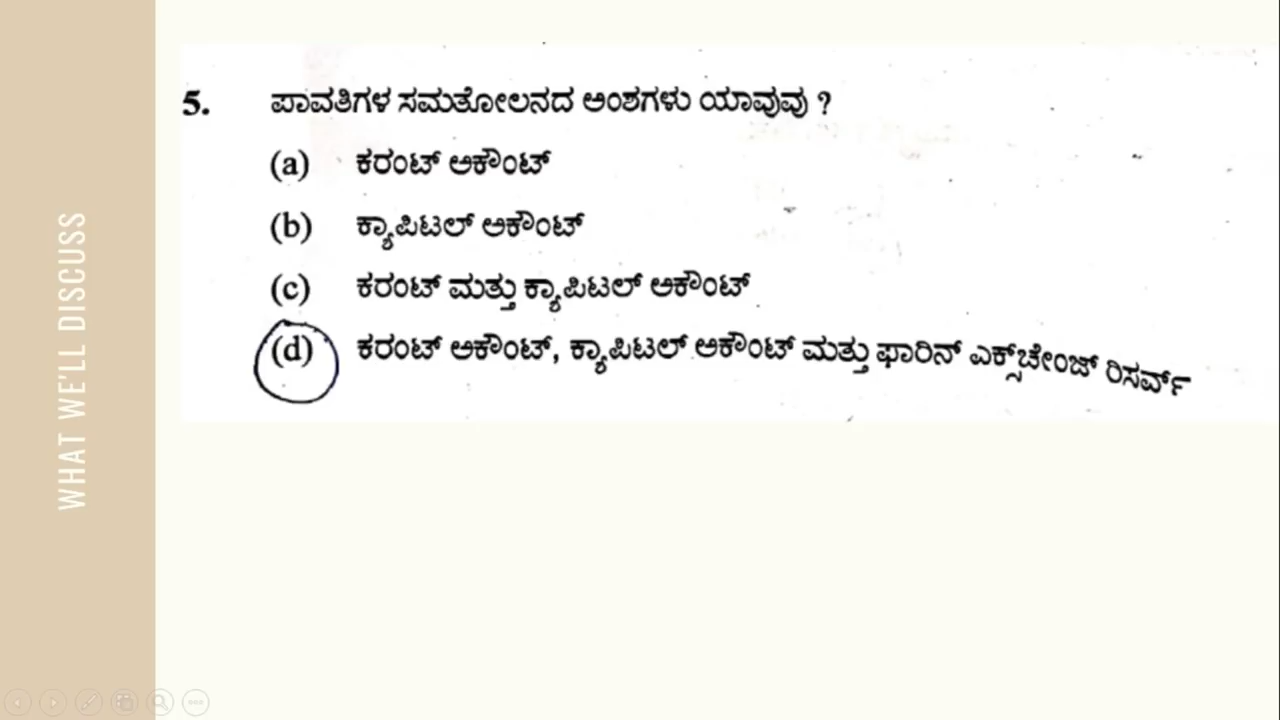 WHAT WE'LL DISCUSS
5. ಪಾವತಿಗಳ ಸಮತೋಲನದ ಅಂಶಗಳು ಯಾವುವು ?
(a) ಕರಂಟ್ ಅಕೌಂಟ್
(b) ಕ್ಯಾಪಿಟಲ್ ಅಕೌಂಟ್
(c) ಕರಂಟ್ ಮತ್ತು ಕ್ಯಾಪಿಟಲ್ ಅಕೌಂಟ್
(d) ಕರಂಟ್ ಅಕೌಂಟ್, ಕ್ಯಾಪಿಟಲ್ ಅಕೌಂಟ್ ಮತ್ತು ಫಾರಿನ್ ಎಕ್ಸ್‌ಚೇಂಜ್ ರಿಸರ್ವ್